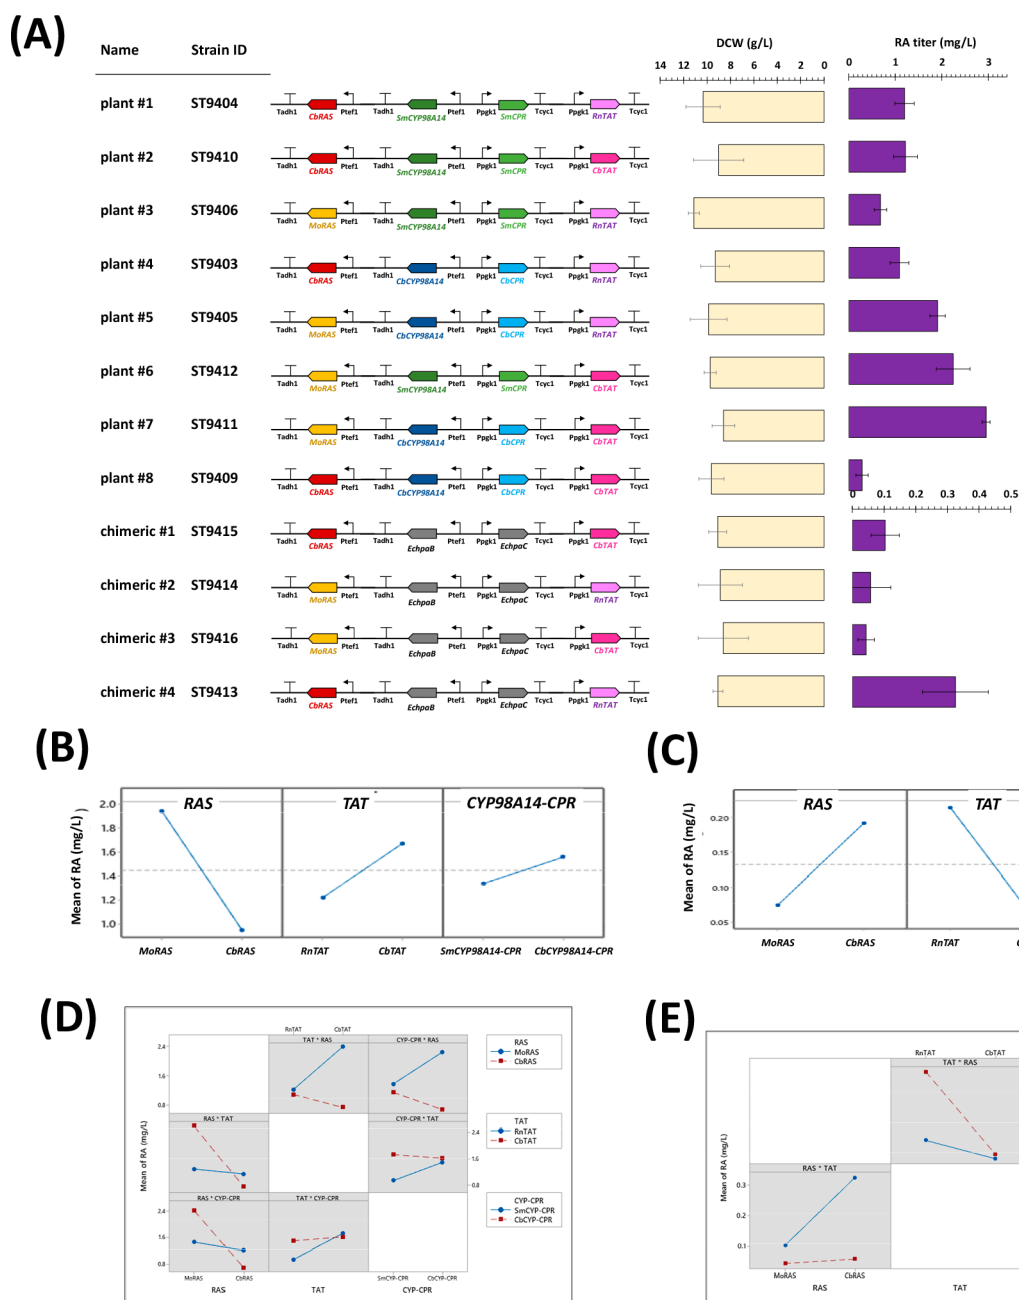 (A)
Name Strain ID DCW (g/L) RA titer (mg/L)
14 12 10 8 6 4 2 0 0 1 2 3
plant #1 ST9404
Tadh1 CbRAS Ptef1 Tadh1 SmCYP98A14 Ptef1 Ppgk1 SmCPR Tcyc1 Ppgk1 RnTAT Tcyc1
plant #2 ST9410
Tadh1 CbRAS Ptef1 Tadh1 SmCYP98A14 Ptef1 Ppgk1 SmCPR Tcyc1 Ppgk1 CbTAT Tcyc1
plant #3 ST9406
Tadh1 MoRAS Ptef1 Tadh1 SmCYP98A14 Ptef1 Ppgk1 SmCPR Tcyc1 Ppgk1 RnTAT Tcyc1
plant #4 ST9403
Tadh1 CbRAS Ptef1 Tadh1 CbCYP98A14 Ptef1 Ppgk1 CbCPR Tcyc1 Ppgk1 RnTAT Tcyc1
plant #5 ST9405
Tadh1 MoRAS Ptef1 Tadh1 CbCYP98A14 Ptef1 Ppgk1 CbCPR Tcyc1 Ppgk1 RnTAT Tcyc1
plant #6 ST9412
Tadh1 MoRAS Ptef1 Tadh1 SmCYP98A14 Ptef1 Ppgk1 SmCPR Tcyc1 Ppgk1 CbTAT Tcyc1
plant #7 ST9411
Tadh1 MoRAS Ptef1 Tadh1 CbCYP98A14 Ptef1 Ppgk1 CbCPR Tcyc1 Ppgk1 CbTAT Tcyc1
plant #8 ST9409
Tadh1 CbRAS Ptef1 Tadh1 CbCYP98A14 Ptef1 Ppgk1 CbCPR Tcyc1 Ppgk1 CbTAT Tcyc1
0 0.1 0.2 0.3 0.4 0.5
chimeric #1 ST9415
Tadh1 CbRAS Ptef1 Tadh1 EchpaB Ptef1 Ppgk1 EchpaC Tcyc1 Ppgk1 CbTAT Tcyc1
chimeric #2 ST9414
Tadh1 MoRAS Ptef1 Tadh1 EchpaB Ptef1 Ppgk1 EchpaC Tcyc1 Ppgk1 RnTAT Tcyc1
chimeric #3 ST9416
Tadh1 MoRAS Ptef1 Tadh1 EchpaB Ptef1 Ppgk1 EchpaC Tcyc1 Ppgk1 CbTAT Tcyc1
chimeric #4 ST9413
Tadh1 CbRAS Ptef1 Tadh1 EchpaB Ptef1 Ppgk1 EchpaC Tcyc1 Ppgk1 RnTAT Tcyc1
(B)
RAS TAT CYP98A14-CPR
Mean of RA (mg/L)
2.0
1.8
1.6
1.4
1.2
1.0
MoRAS CbRAS RnTAT CbTAT SmCYP98A14-CPR CbCYP98A14-CPR
(C)
RAS TAT
Mean of RA (mg/L)
0.20
0.15
0.10
0.05
MoRAS CbRAS RnTAT C
(D)
RnTAT CbTAT
TAT * RAS CYP-CPR * RAS
2.4
1.6
0.8
RAS
MoRAS
CbRAS
RAS * TAT CYP-CPR * TAT
2.4
1.6
0.8
TAT
RnTAT
CbTAT
Mean of RA (mg/L)
RAS * CYP-CPR TAT * CYP-CPR
2.4
1.6
0.8
CYP-CPR
SmCYP-CPR
CbCYP-CPR
MoRAS CbRAS SmCYP-CPR CbCYP-CPR
RAS TAT CYP-CPR
(E)
RnTAT CbTAT
TAT * RAS
Mean of RA (mg/L)
RAS * TAT
0.3
0.2
0.1
MoRAS CbRAS
RAS TAT